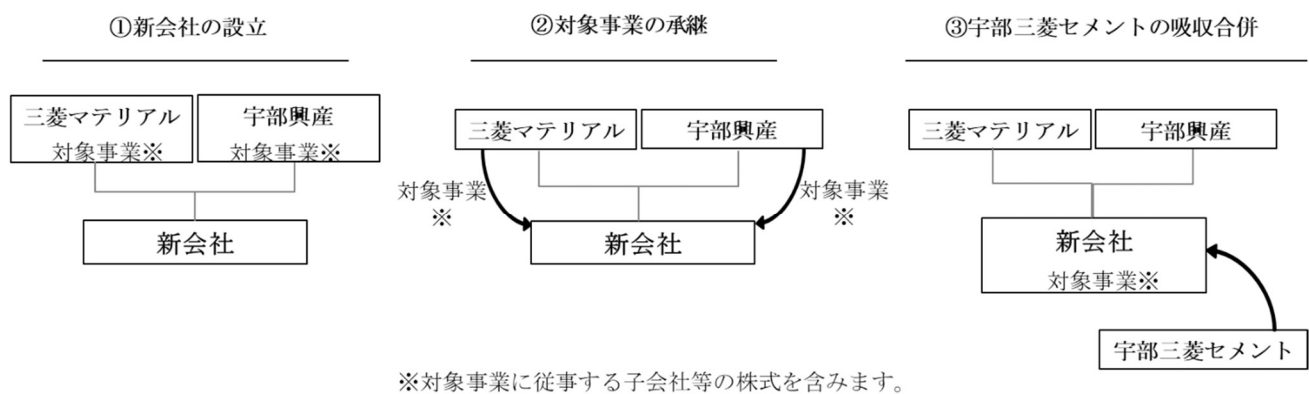 ①新会社の設立
三菱マテリアル
対象事業※
宇部興産
対象事業※
新会社
②対象事業の承継
三菱マテリアル
宇部興産
対象事業
※
対象事業
※
新会社
③宇部三菱セメントの吸収合併
三菱マテリアル
宇部興産
新会社
対象事業※
宇部三菱セメント
※対象事業に従事する子会社等の株式を含みます。